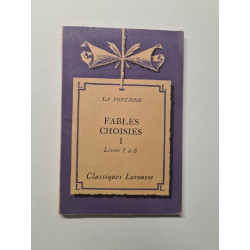 LA FONTAINE
FABLES
CHOISIES
I
Livres 1 à 6
Classiques Larousse